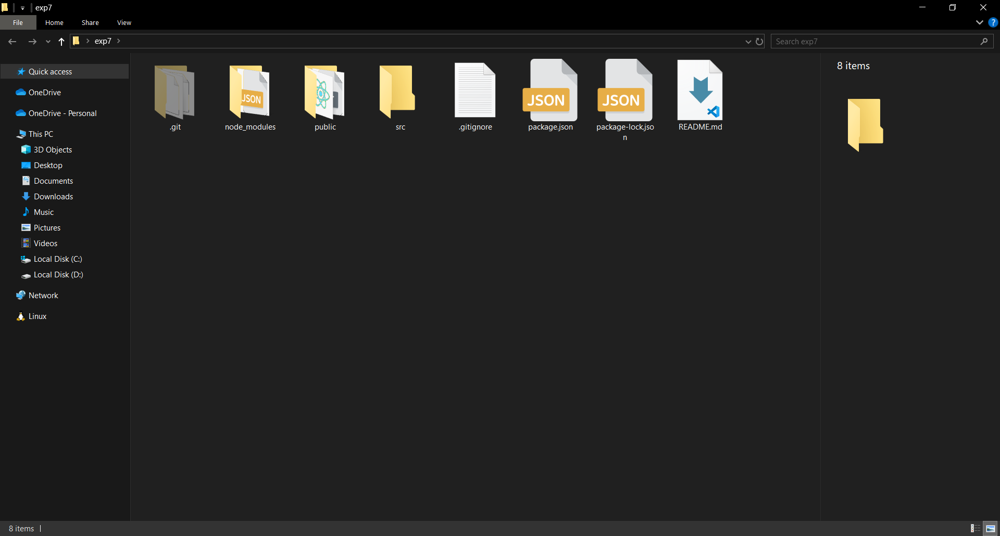 exp7
File
Home
Share
View
?
exp7
Search exp7
Quick access
OneDrive
OneDrive - Personal
This PC
3D Objects
Desktop
Documents
Downloads
Music
Pictures
Videos
Local Disk (C:)
Local Disk (D:)
Network
Linux
.git
JSON
node_modules
public
src
.gitignore
JSON
package.json
JSON
package-lock.jso
n
README.md
8 items
8 items